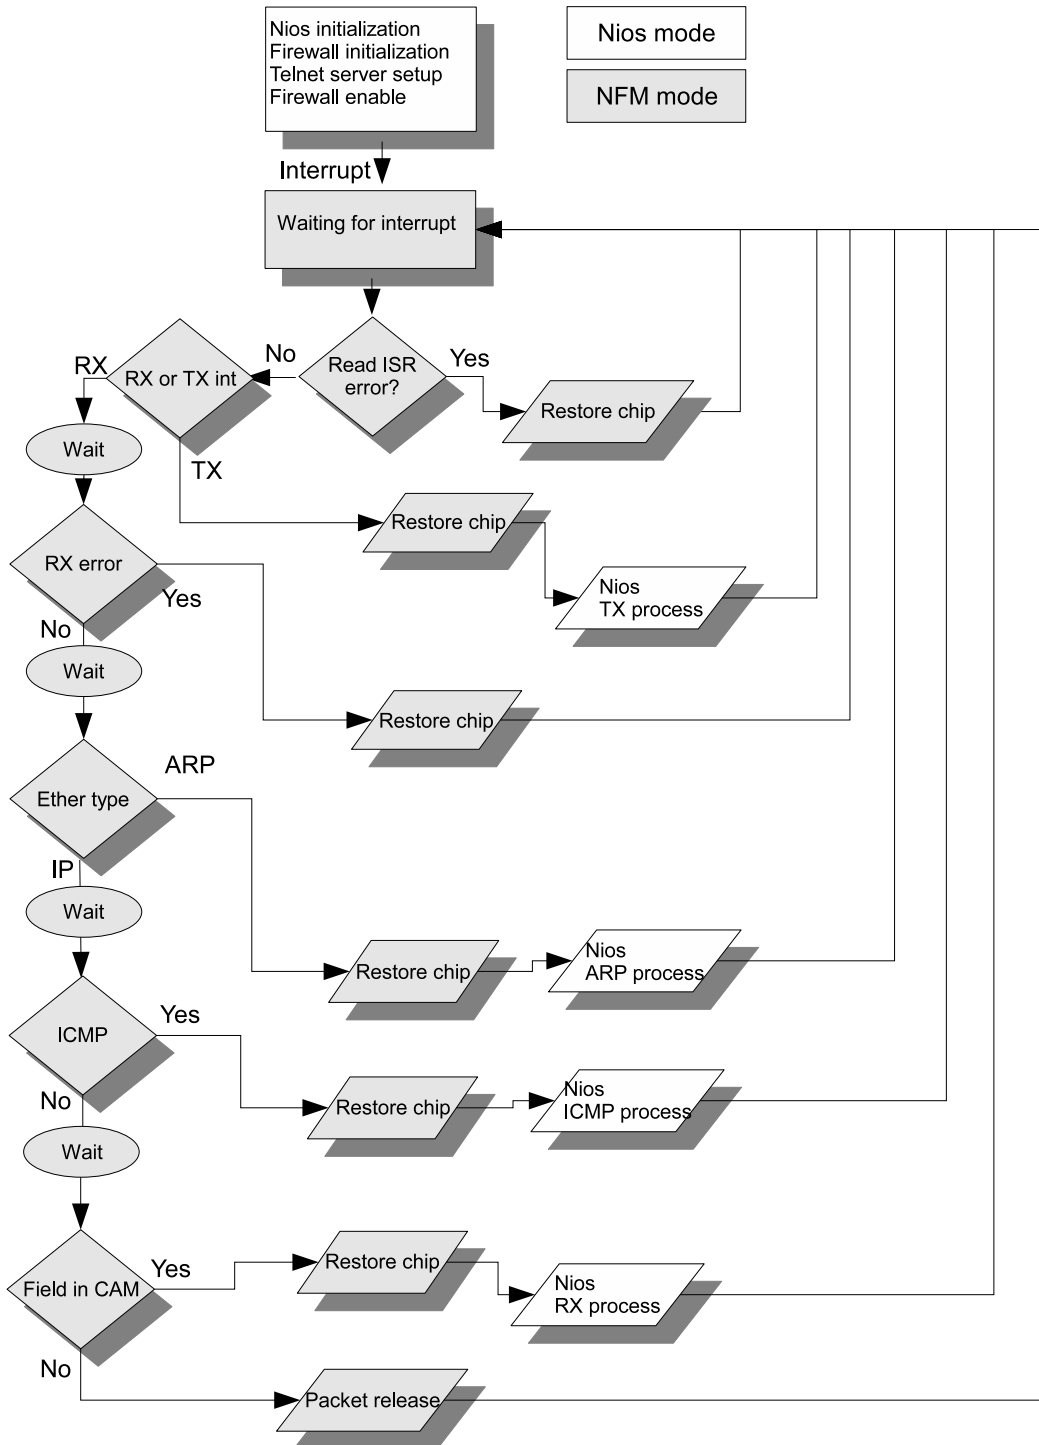 Nios initialization
Firewall initialization
Telnet server setup
Firewall enable
Nios mode
NFM mode
Interrupt
Waiting for interrupt
Read ISR
error?
Yes
No
RX or TX int
RX
TX
Restore chip
Wait
Restore chip
Nios
TX process
RX error
Yes
No
Wait
Restore chip
Ether type
ARP
IP
Wait
Restore chip
Nios
ARP process
ICMP
Yes
No
Restore chip
Nios
ICMP process
Wait
Field in CAM
Yes
No
Restore chip
Nios
RX process
Packet release